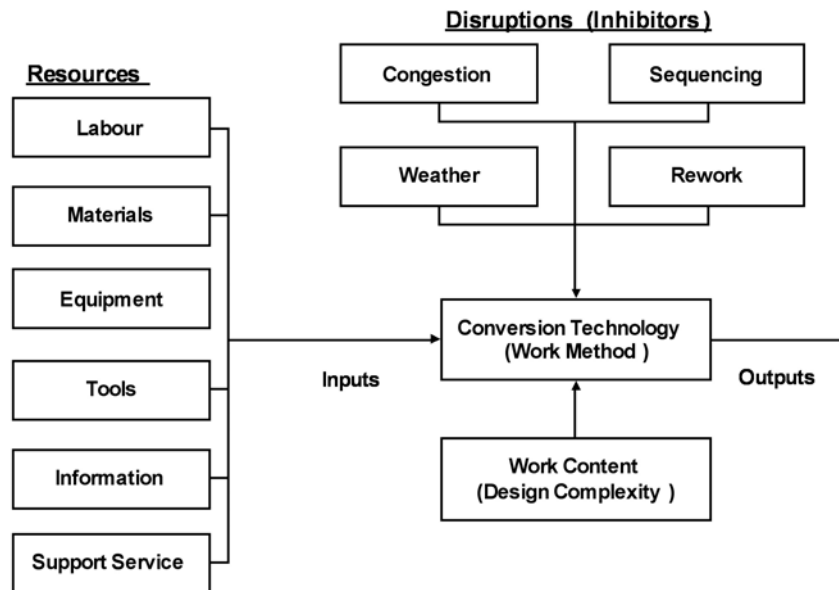 Disruptions (Inhibitors)
Resources
Congestion
Sequencing
Labour
Weather
Rework
Materials
Equipment
Conversion Technology
(Work Method )
Inputs
Outputs
Tools
Work Content
(Design Complexity )
Information
Support Service